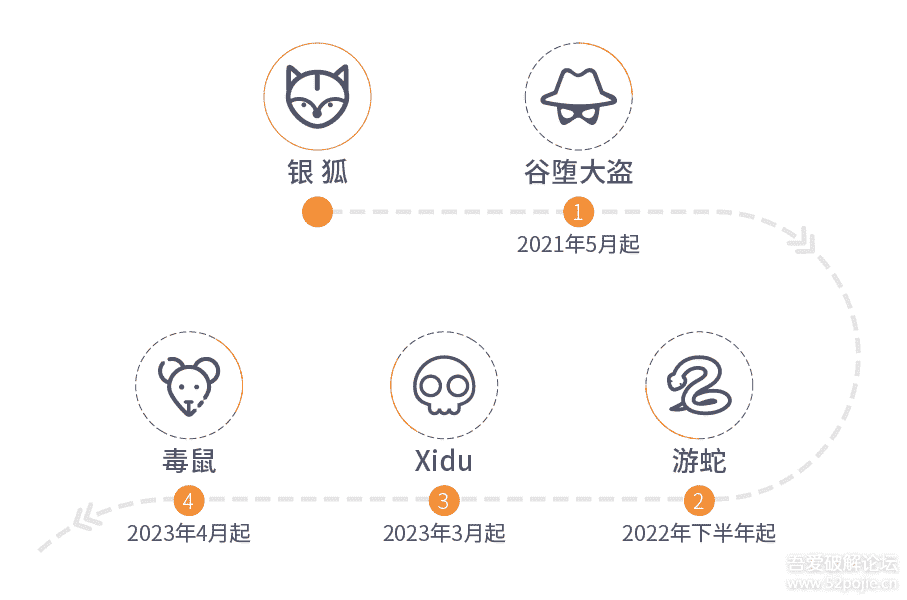 银 狐
谷堕大盗
1
2021年5月起
毒鼠
Xidu
游蛇
4
3
2
2023年4月起
2023年3月起
2022年下半年起
吾爱破解论坛
www.52pojie.cn